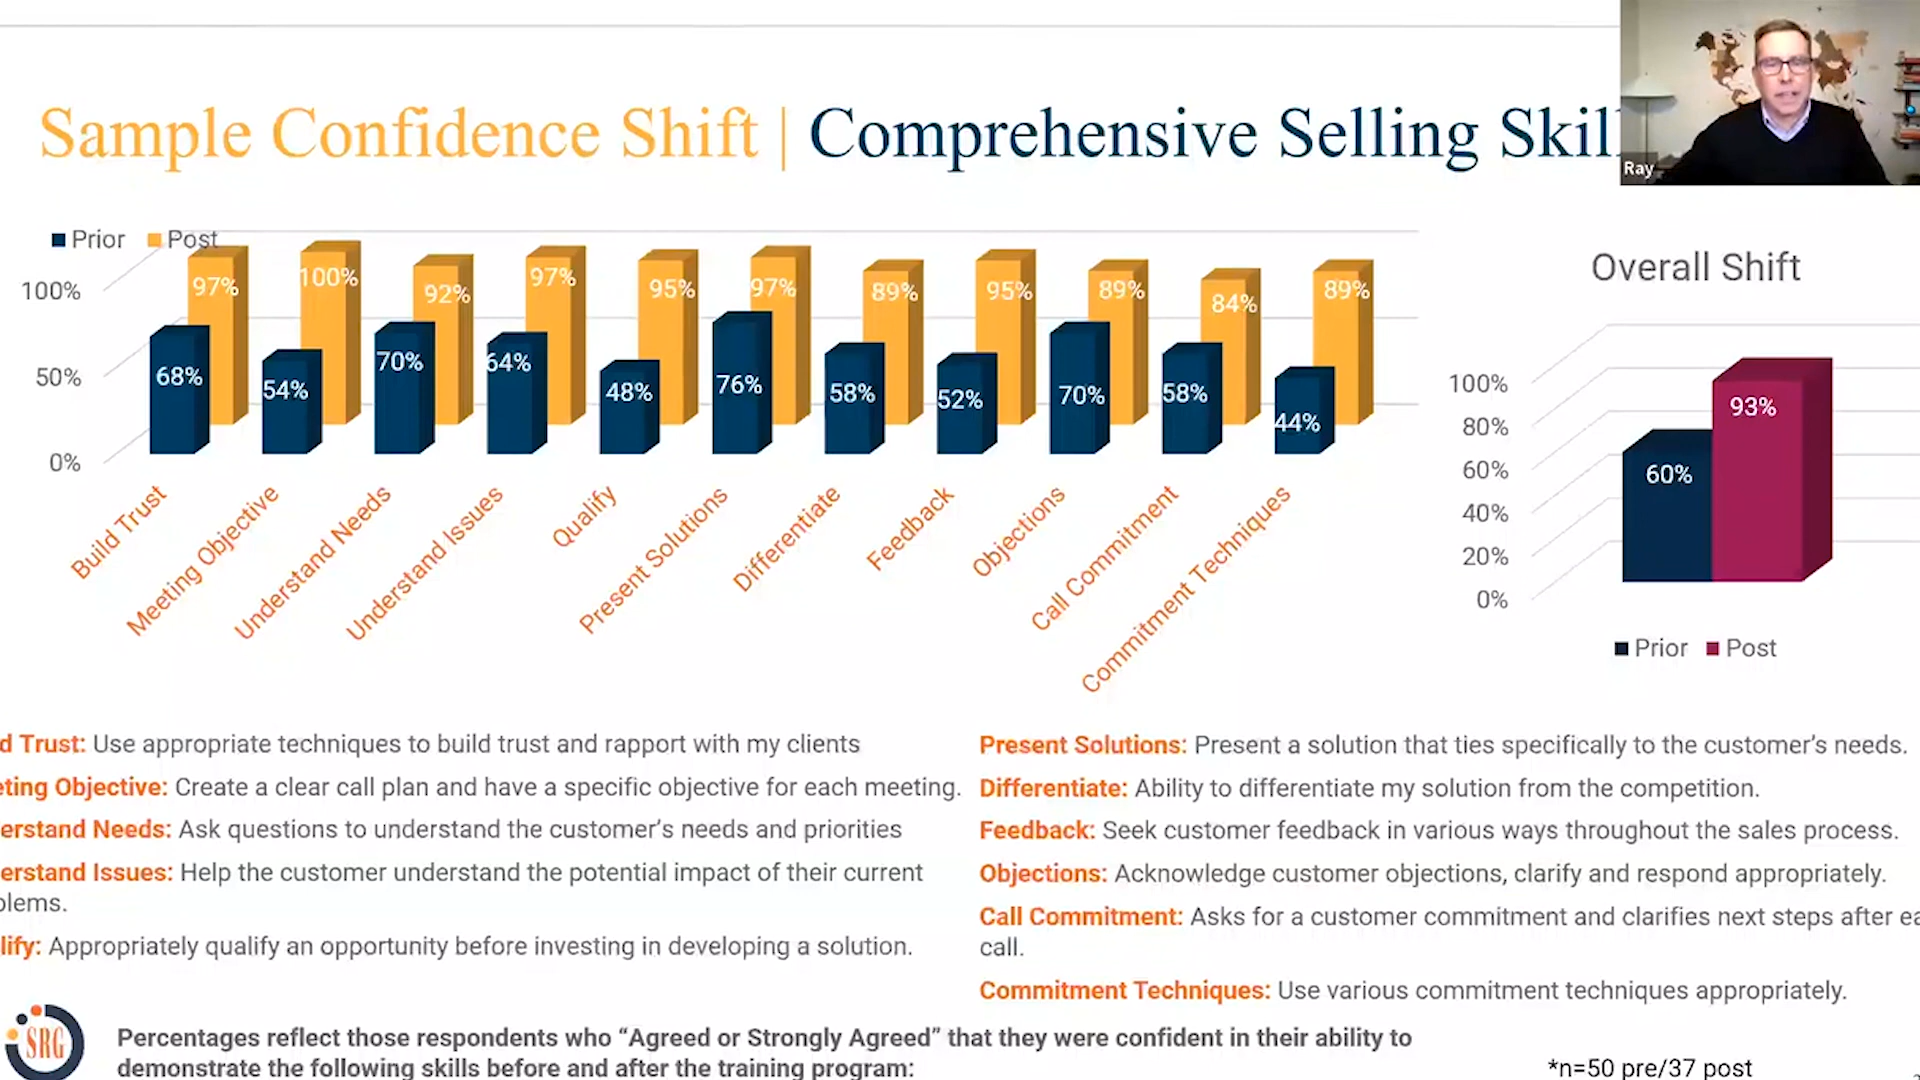 Sample Confidence Shift | Comprehensive Selling Skil
Ray
Prior Post
100%
50%
0%
97% 100% 92% 97% 95% 97% 89% 95% 89% 84% 89%
68% 54% 70% 64% 48% 76% 58% 52% 70% 58% 44%
Build Trust
Meeting Objective
Understand Needs
Understand Issues
Qualify
Present Solutions
Differentiate
Feedback
Objections
Call Commitment
Commitment Techniques
Overall Shift
100%
80%
60%
40%
20%
0%
93%
60%
Prior Post
d Trust: Use appropriate techniques to build trust and rapport with my clients
eting Objective: Create a clear call plan and have a specific objective for each meeting.
erstand Needs: Ask questions to understand the customer’s needs and priorities
erstand Issues: Help the customer understand the potential impact of their current
blems.
lify: Appropriately qualify an opportunity before investing in developing a solution.
Present Solutions: Present a solution that ties specifically to the customer’s needs.
Differentiate: Ability to differentiate my solution from the competition.
Feedback: Seek customer feedback in various ways throughout the sales process.
Objections: Acknowledge customer objections, clarify and respond appropriately.
Call Commitment: Asks for a customer commitment and clarifies next steps after ea
call.
Commitment Techniques: Use various commitment techniques appropriately.
SRG
Percentages reflect those respondents who “Agreed or Strongly Agreed” that they were confident in their ability to
demonstrate the following skills before and after the training program:
*n=50 pre/37 post